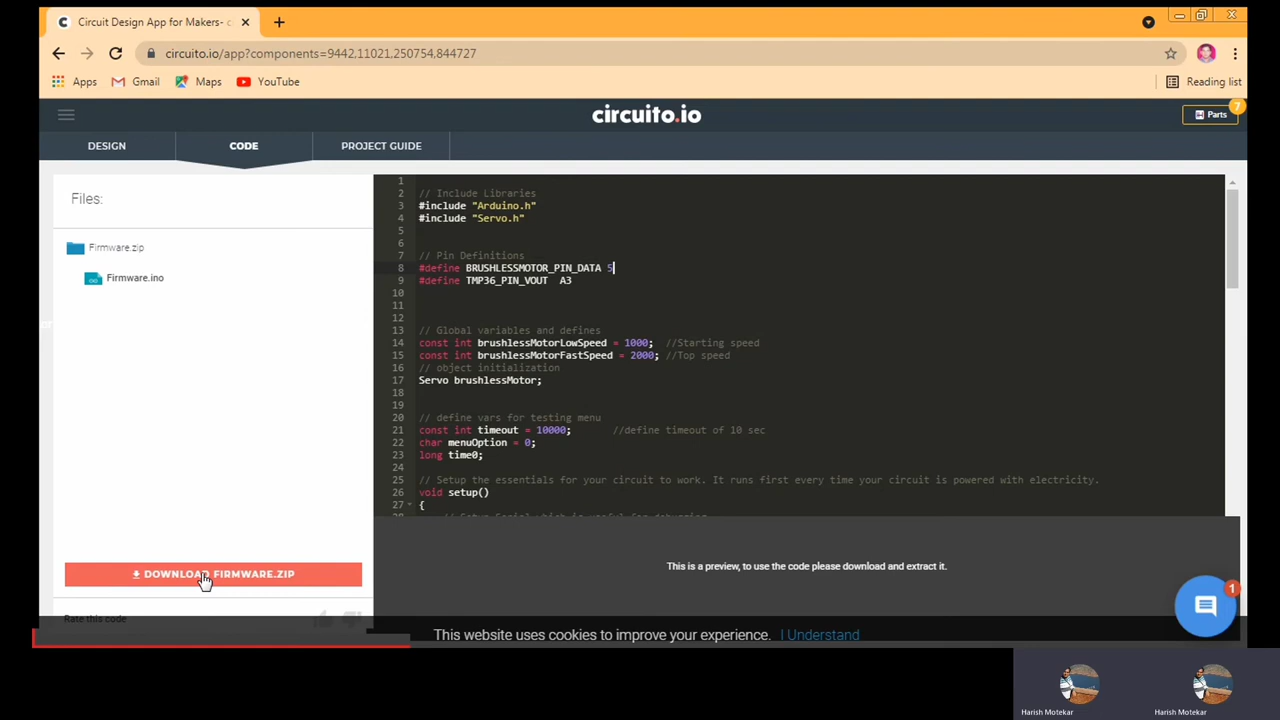 Circuit Design App for Makers- c
circuito.io/app?components=9442,11021,250754,844727
Apps Gmail Maps YouTube Reading list
circuito.io
Parts
7
DESIGN CODE PROJECT GUIDE
Files:
Firmware.zip
Firmware.ino
DOWNLOAD FIRMWARE.ZIP
Rate this code
1
2 // Include Libraries
3 #include "Arduino.h"
4 #include "Servo.h"
5
6
7 // Pin Definitions
8 #define BRUSHLESSMOTOR_PIN_DATA 5
9 #define TMP36_PIN_VOUT A3
10
11
12
13 // Global variables and defines
14 const int brushlessMotorLowSpeed = 1000; //Starting speed
15 const int brushlessMotorFastSpeed = 2000; //Top speed
16 // object initialization
17 Servo brushlessMotor;
18
19
20 // define vars for testing menu
21 const int timeout = 10000; //define timeout of 10 sec
22 char menuOption = 0;
23 long time0;
24
25 // Setup the essentials for your circuit to work. It runs first every time your circuit is powered with electricity.
26 void setup()
27 {
This is a preview, to use the code please download and extract it.
1
This website uses cookies to improve your experience. I Understand
Harish Motekar Harish Motekar